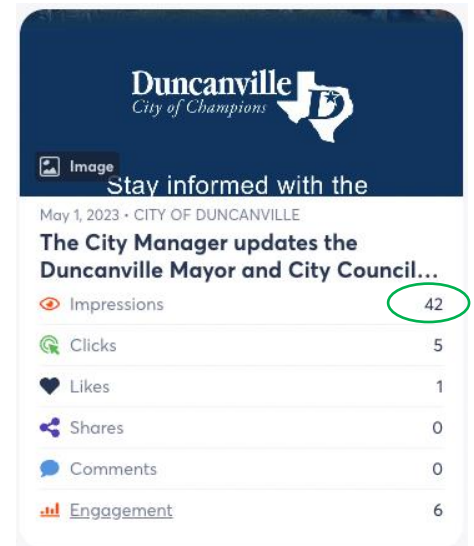 Duncanville
City of Champions
D
Image
Stay informed with the
May 1, 2023 • CITY OF DUNCANVILLE
The City Manager updates the
Duncanville Mayor and City Council...
Impressions 42
Clicks 5
Likes 1
Shares 0
Comments 0
Engagement 6